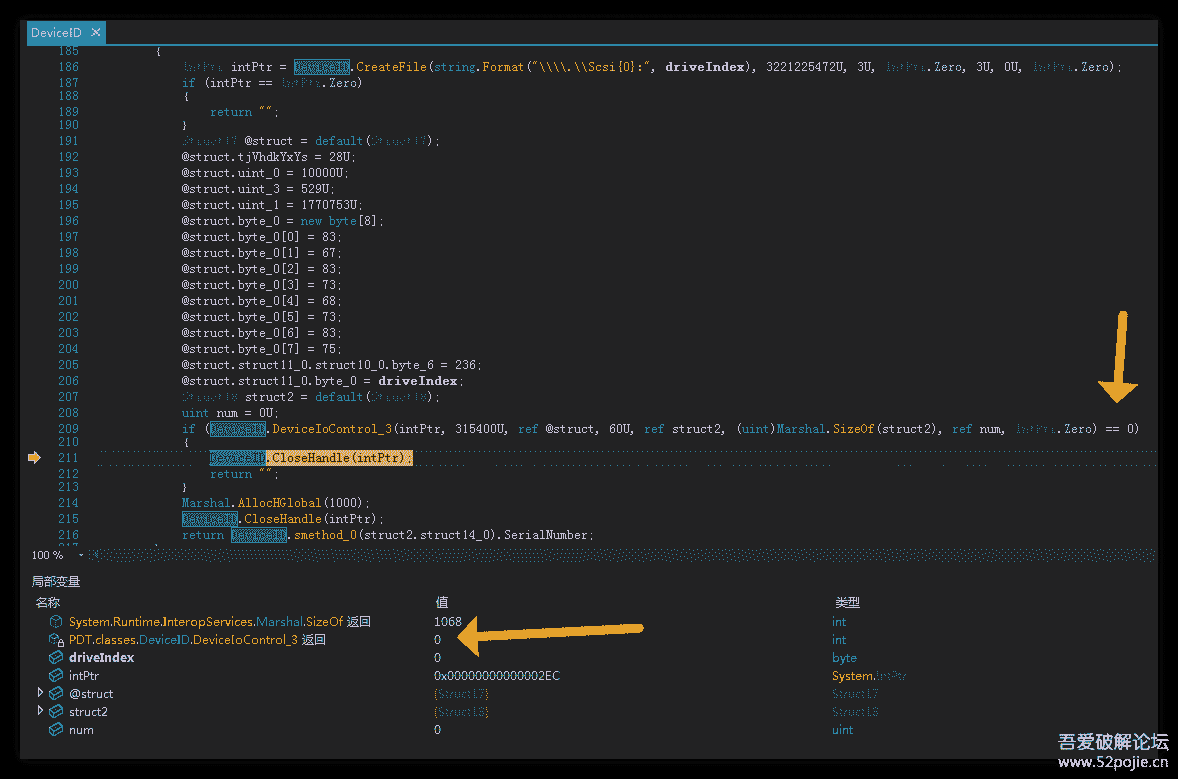 DeviceID ×
185 {
186 intPtr = .CreateFile(string.Format("\\\\.\\Scsi{0}:", driveIndex), 3221225472U, 3U, .Zero, 3U, 0U, .Zero);
187 if (intPtr == .Zero)
188 {
189 return "";
190 }
191 @struct = default( );
192 @struct.tjVhdkYxYs = 28U;
193 @struct.uint_0 = 10000U;
194 @struct.uint_3 = 529U;
195 @struct.uint_1 = 1770753U;
196 @struct.byte_0 = new byte[8];
197 @struct.byte_0[0] = 83;
198 @struct.byte_0[1] = 67;
199 @struct.byte_0[2] = 83;
200 @struct.byte_0[3] = 73;
201 @struct.byte_0[4] = 68;
202 @struct.byte_0[5] = 73;
203 @struct.byte_0[6] = 83;
204 @struct.byte_0[7] = 75;
205 @struct.struct11_0.struct10_0.byte_6 = 236;
206 @struct.struct11_0.byte_0 = driveIndex;
207 struct2 = default( );
208 uint num = 0U;
209 if ( .DeviceIoControl_3(intPtr, 315400U, ref @struct, 60U, ref struct2, (uint)Marshal.SizeOf(struct2), ref num, .Zero) == 0)
210 {
211 DeviceID.CloseHandle(intPtr);
212 return "";
213 }
214 Marshal.AllocHGlobal(1000);
215 .CloseHandle(intPtr);
216 return .smethod_0(struct2.struct14_0).SerialNumber;
100 %
局部变量
名称 值 类型
System.Runtime.InteropServices.Marshal.SizeOf 返回 1068 int
PDT.classes.DeviceID.DeviceIoControl_3 返回 0 int
driveIndex 0 byte
intPtr 0x00000000000002EC System.IntPtr
@struct
struct2
num 0 uint
吾爱破解论坛
www.52pojie.cn